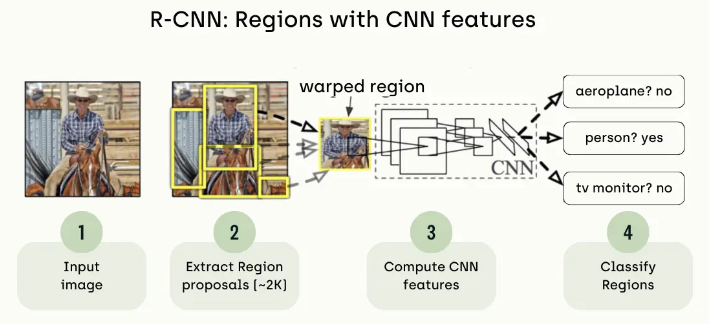 R-CNN: Regions with CNN features
warped region
aeroplane? no
person? yes
tv monitor? no
CNN
1
Input
image
2
Extract Region
proposals (~2K)
3
Compute CNN
features
4
Classify
Regions